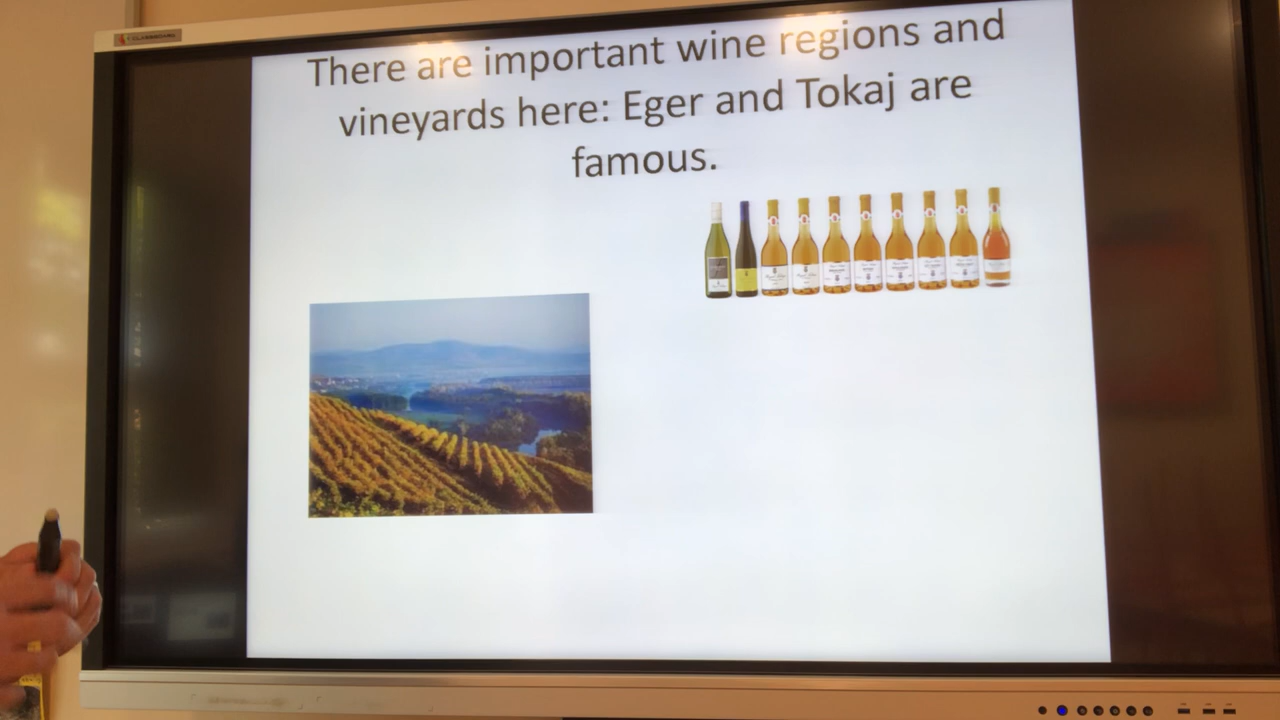 There are important wine regions and
vineyards here: Eger and Tokaj are
famous.